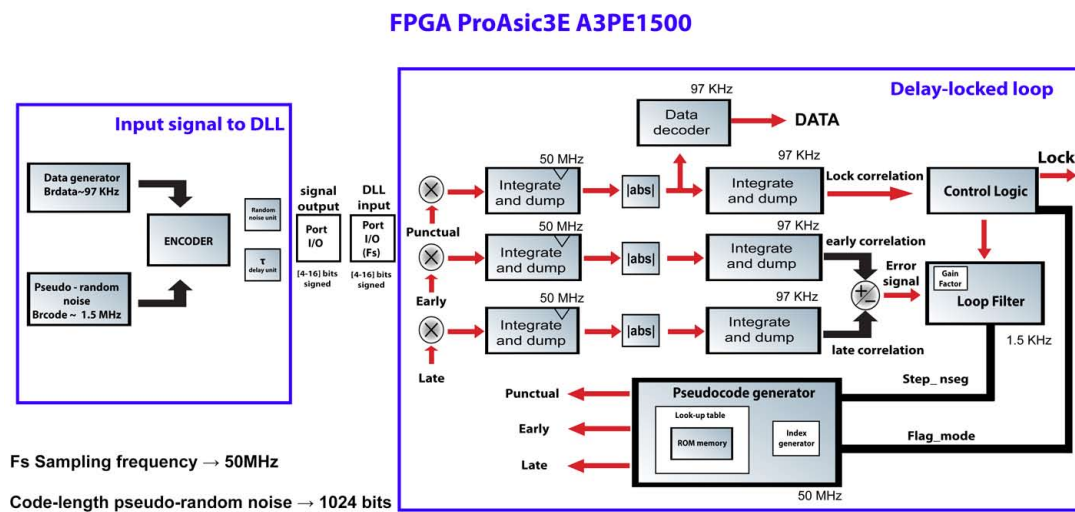 FPGA ProAsic3E A3PE1500
Input signal to DLL
Data generator
Brdata~97 KHz
ENCODER
Pseudo - random
noise
Brcode ~ 1.5 MHz
Random
noise unit
τ
delay unit
signal
output
Port
I/O
[4-16] bits
signed
DLL
input
Port
I/O
(Fs)
[4-16] bits
signed
Delay-locked loop
97 KHz
Data
decoder
DATA
50 MHz
Integrate
and dump
|abs|
97 KHz
Integrate
and dump
Lock correlation
Control Logic
Lock
Punctual
50 MHz
Integrate
and dump
|abs|
97 KHz
Integrate
and dump
early correlation
Early
Error
signal
+
−
Gain
Factor
Loop Filter
1.5 KHz
50 MHz
Integrate
and dump
|abs|
97 KHz
Integrate
and dump
late correlation
Late
Step_ nseg
Punctual
Early
Late
Pseudocode generator
Look-up table
ROM memory
Index
generator
Flag_mode
50 MHz
Fs Sampling frequency → 50MHz
Code-length pseudo-random noise → 1024 bits